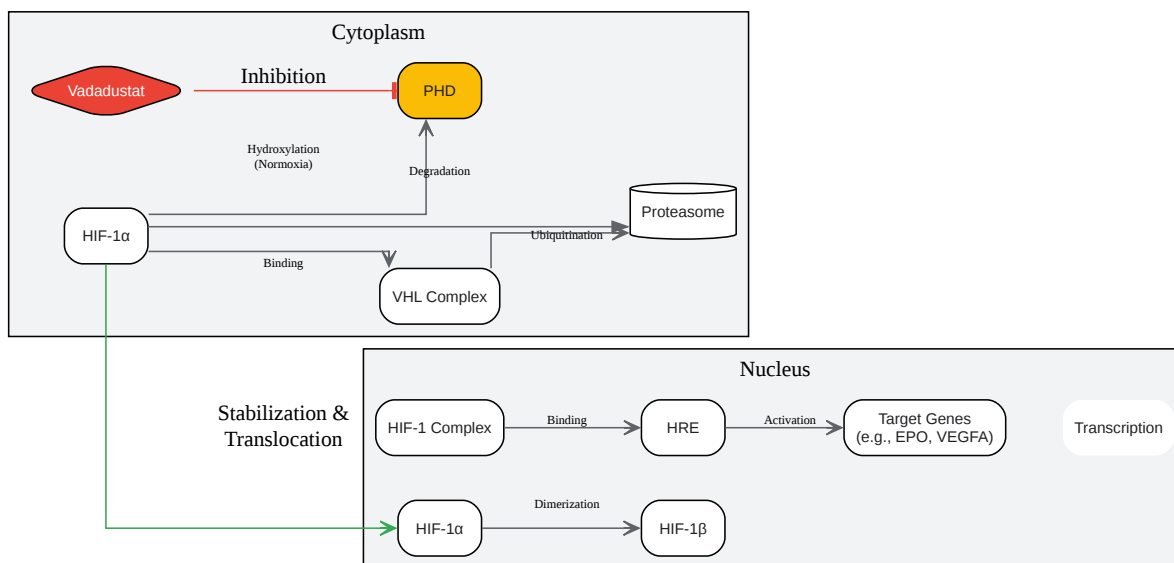 Cytoplasm
Vadadustat
Inhibition
PHD
Hydroxylation
(Normoxia)
Degradation
Proteasome
HIF-1α
Ubiquitination
Binding
VHL Complex
Nucleus
Stabilization &
Translocation
HIF-1 Complex
Binding
HRE
Activation
Target Genes
(e.g., EPO, VEGFA)
Transcription
HIF-1α
Dimerization
HIF-1β